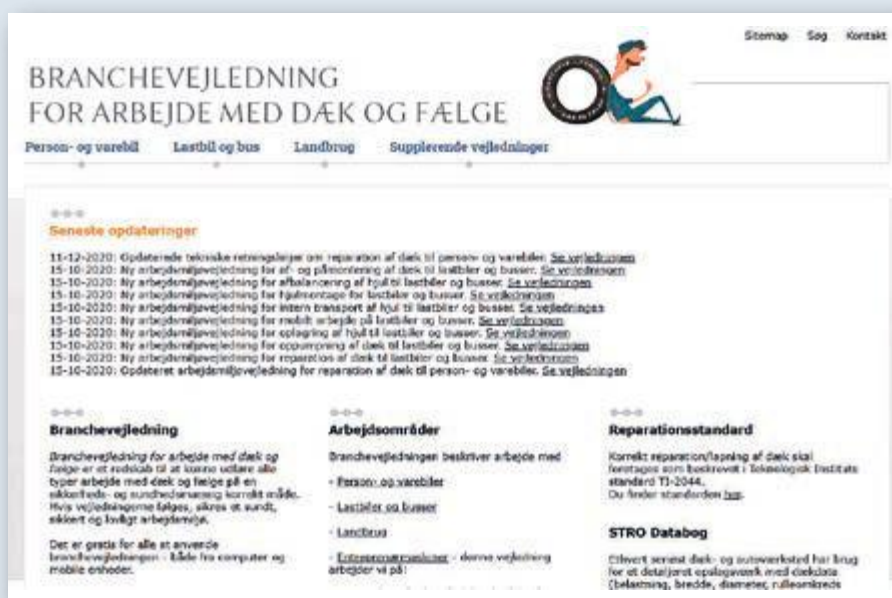 Sitemap Søg Kontakt
BRANCHEVEJLEDNING
FOR ARBEJDE MED DÆK OG FÆLGE
Person- og varebil Lastbil og bus Landbrug Supplerende vejledninger
Seneste opdateringer
11-12-2020: Opdaterede tekniske retningslinjer om reparation af dæk til person- og varebiler. Se vejledningen
15-10-2020: Ny arbejdsmiljøvejledning for af- og påmontering af dæk til lastbiler og busser. Se vejledningen
15-10-2020: Ny arbejdsmiljøvejledning for afbalancering af hjul til lastbiler og busser. Se vejledningen
15-10-2020: Ny arbejdsmiljøvejledning for hjulmontage for lastbiler og busser. Se vejledningen
15-10-2020: Ny arbejdsmiljøvejledning for intern transport af hjul til lastbiler og busser. Se vejledningen
15-10-2020: Ny arbejdsmiljøvejledning for mobilt arbejde på lastbiler og busser. Se vejledningen
15-10-2020: Ny arbejdsmiljøvejledning for oplagring af hjul til lastbiler og busser. Se vejledningen
15-10-2020: Ny arbejdsmiljøvejledning for oppumpning af dæk til lastbiler og busser. Se vejledningen
15-10-2020: Ny arbejdsmiljøvejledning for reparation af dæk til lastbiler og busser. Se vejledningen
15-10-2020: Opdateret arbejdsmiljøvejledning for reparation af dæk til person- og varebiler. Se vejledningen
Branchevejledning
Branchevejledning for arbejde med dæk og
fælge er et redskab til at kunne udføre alle
typer arbejde med dæk og fælge på en
sikkerheds- og sundhedsmæssig korrekt måde.
Hvis vejledningerne følges, sikres et sundt,
sikkert og lovligt arbejdsmiljø.
Det er gratis for alle at anvende
branchevejledningen - både fra computer og
mobile enheder.
Arbejdsområder
Branchevejledningen beskriver arbejde med
- Person- og varebiler
- Lastbiler og busser
- Landbrug
- Entreprenørmaskiner - denne vejledning
arbejder vi på!
Reparationsstandard
Korrekt reparation/lapning af dæk skal
foretages som beskrevet i Teknologisk Instituts
standard TI-2044.
Du finder standarden her.
STRO Databog
Ethvert seriøst dæk- og autoværksted har brug
for et detaljeret opslagsværk med dækdata
(belastning, bredde, diameter, rulleomkreds